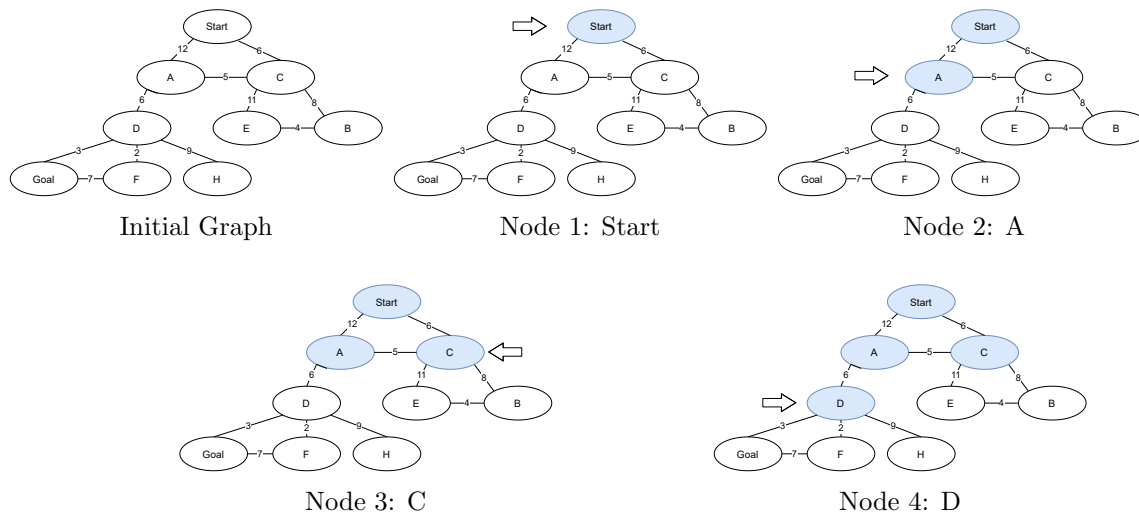 Start
12 6
A 5 C
6 11 8
D E 4 B
3 2 9
Goal 7 F H
Initial Graph
Start
12 6
A 5 C
6 11 8
D E 4 B
3 2 9
Goal 7 F H
Node 1: Start
Start
12 6
A 5 C
6 11 8
D E 4 B
3 2 9
Goal 7 F H
Node 2: A
Start
12 6
A 5 C
6 11 8
D E 4 B
3 2 9
Goal 7 F H
Node 3: C
Start
12 6
A 5 C
6 11 8
D E 4 B
3 2 9
Goal 7 F H
Node 4: D